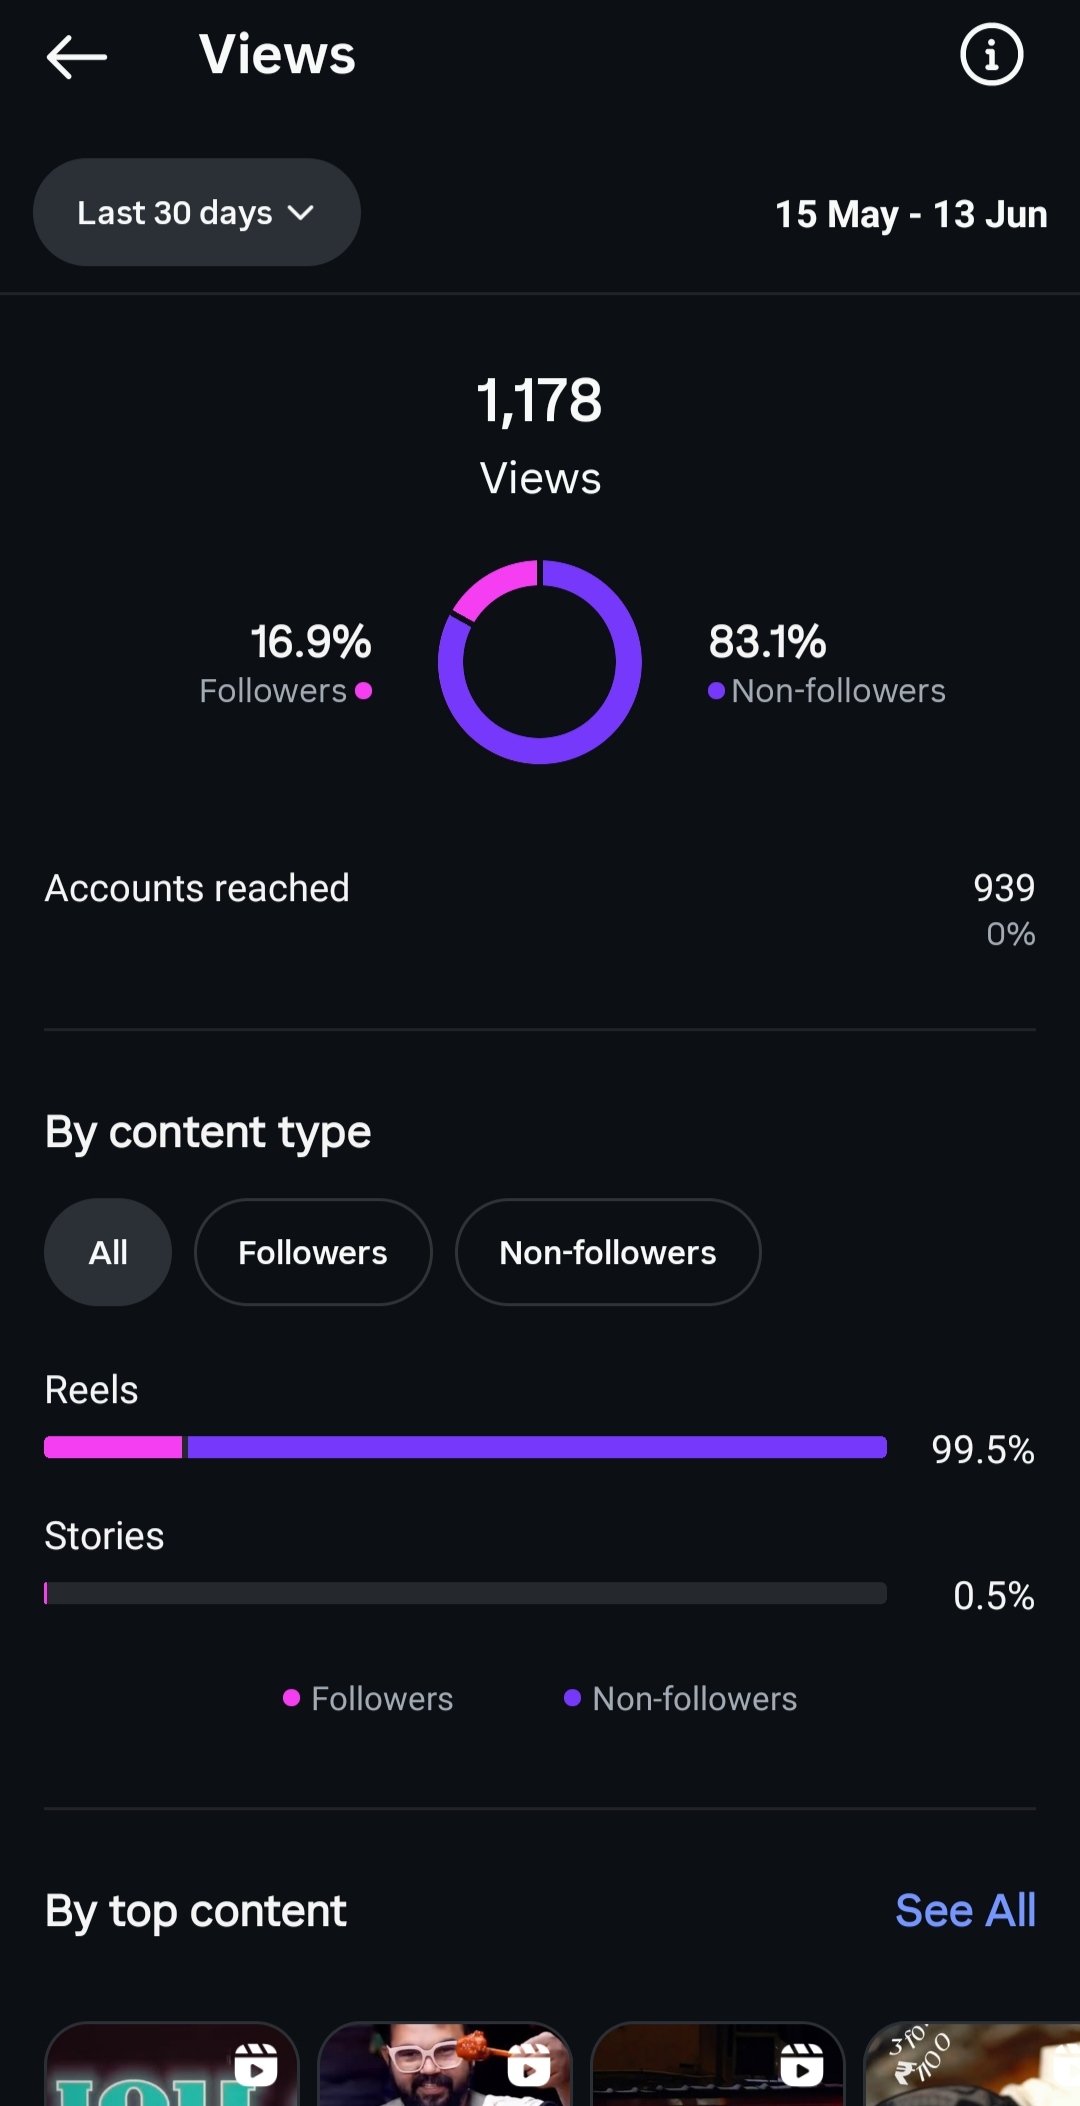 Views
Last 30 days
15 May - 13 Jun
1,178
Views
16.9%
Followers
83.1%
Non-followers
Accounts reached
939
0%
By content type
All
Followers
Non-followers
Reels
99.5%
Stories
0.5%
Followers
Non-followers
By top content
See All
₹100